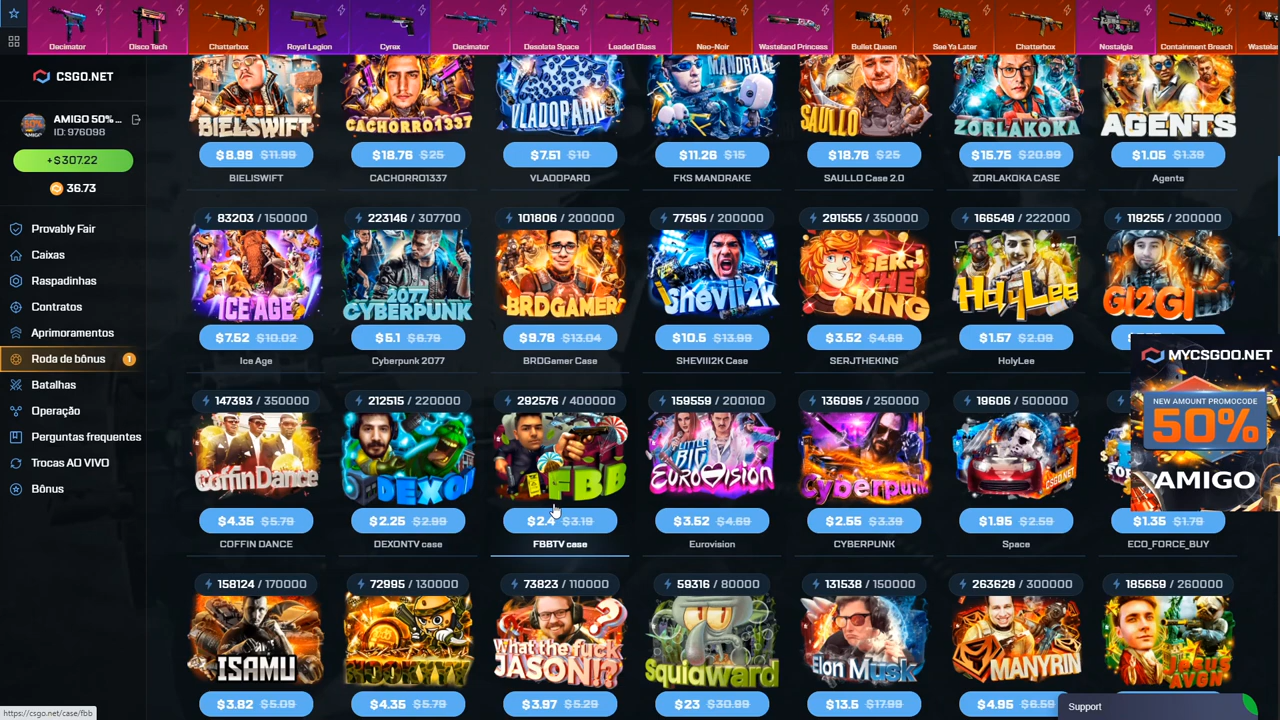 Decimator
Disco Tech
Chatterbox
Royal Legion
Cyrex
Decimator
Desolate Space
Leaded Glass
Neo-Noir
Wasteland Princess
Bullet Queen
See Ya Later
Chatterbox
Nostalgia
Containment Breach
CSGO.NET
AMIGO 50% ...
ID: 976098
+$307.22
36.73
Provably Fair
Caixas
Raspadinhas
Contratos
Aprimoramentos
Roda de bônus 1
Batalhas
Operação
Perguntas frequentes
Trocas AO VIVO
Bônus
CASE
BIELSWIFT
CACHORRO1337
VLADOPARD
MANDRAKE
SAULLO
ZORLAKOKA
AGENTS
$8.99 $11.99
$18.76 $25
$7.51 $10
$11.26 $15
$18.76 $25
$15.75 $20.99
$1.05 $1.39
BIELISWIFT
CACHORRO1337
VLADOPARD
FKS MANDRAKE
SAULLO Case 2.0
ZORLAKOKA CASE
Agents
83203 / 150000
223146 / 307700
101806 / 200000
77595 / 200000
291555 / 350000
166549 / 222000
119255 / 200000
ICE AGE
2077
CYBERPUNK
BRDGAMER
Shevii2k
SERJ
THE
KING
HolyLee
GI2GI
$7.52 $10.02
$5.1 $6.79
$9.78 $13.04
$10.5 $13.99
$3.52 $4.69
$1.57 $2.09
Ice Age
Cyberpunk 2077
BRDGamer Case
SHEVIII2K Case
SERJTHEKING
HolyLee
MYCSGOO.NET
NEW AMOUNT PROMOCODE
50%
AMIGO
147393 / 350000
212515 / 220000
292576 / 400000
159559 / 200100
136095 / 250000
19606 / 500000
Coffin Dance
DEXON
FBB
LITTLE
BIG
EUROVISION
Cyberpunk
CSGO.NET
$4.35 $5.79
$2.25 $2.99
$2.4 $3.19
$3.52 $4.69
$2.55 $3.39
$1.95 $2.59
$1.35 $1.79
COFFIN DANCE
DEXONTV case
FBBTV case
Eurovision
CYBERPUNK
Space
ECO_FORCE_BUY
158124 / 170000
72995 / 130000
73823 / 110000
59316 / 80000
131538 / 150000
263629 / 300000
185659 / 260000
ISAMU
What the fuck
JASON!?
Squidward
Elon Musk
MANYRIN
$3.82 $5.09
$4.35 $5.79
$3.97 $5.29
$23 $30.99
$13.5 $17.99
$4.95 $6.59
Support
https://csgo.net/case/fbb